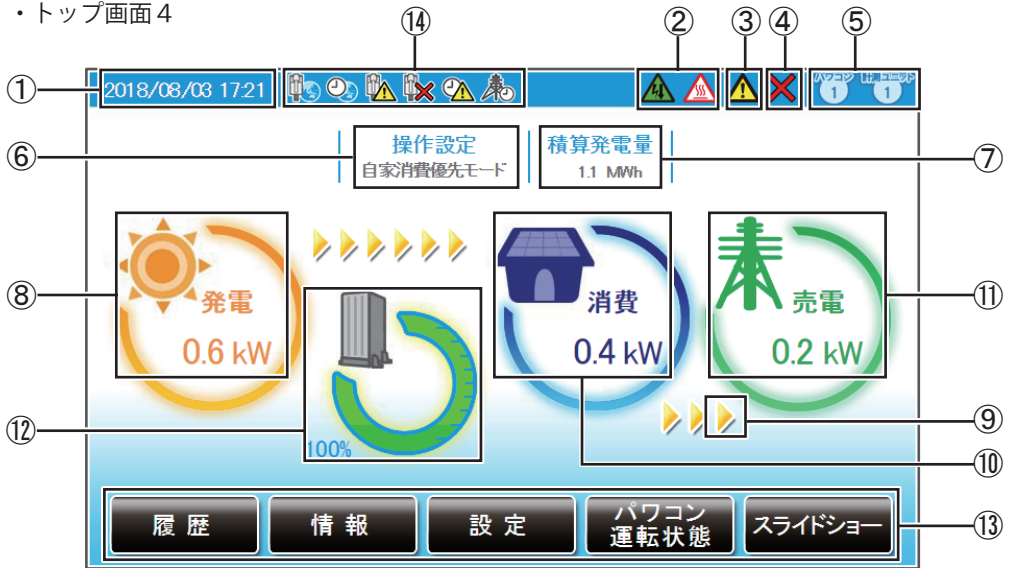 ・トップ画面４
⑭ ② ③ ④ ⑤
①
2018/08/03 17:21
パワコン 計測ユニット
1 1
⑥
操作設定
自家消費優先モード
積算発電量
1.1 MWh
⑦
⑧
発電
0.6 kW
消費
0.4 kW
売電
0.2 kW
⑪
⑫
100%
⑨
⑩
履歴
情報
設定
パワコン
運転状態
スライドショー
⑬